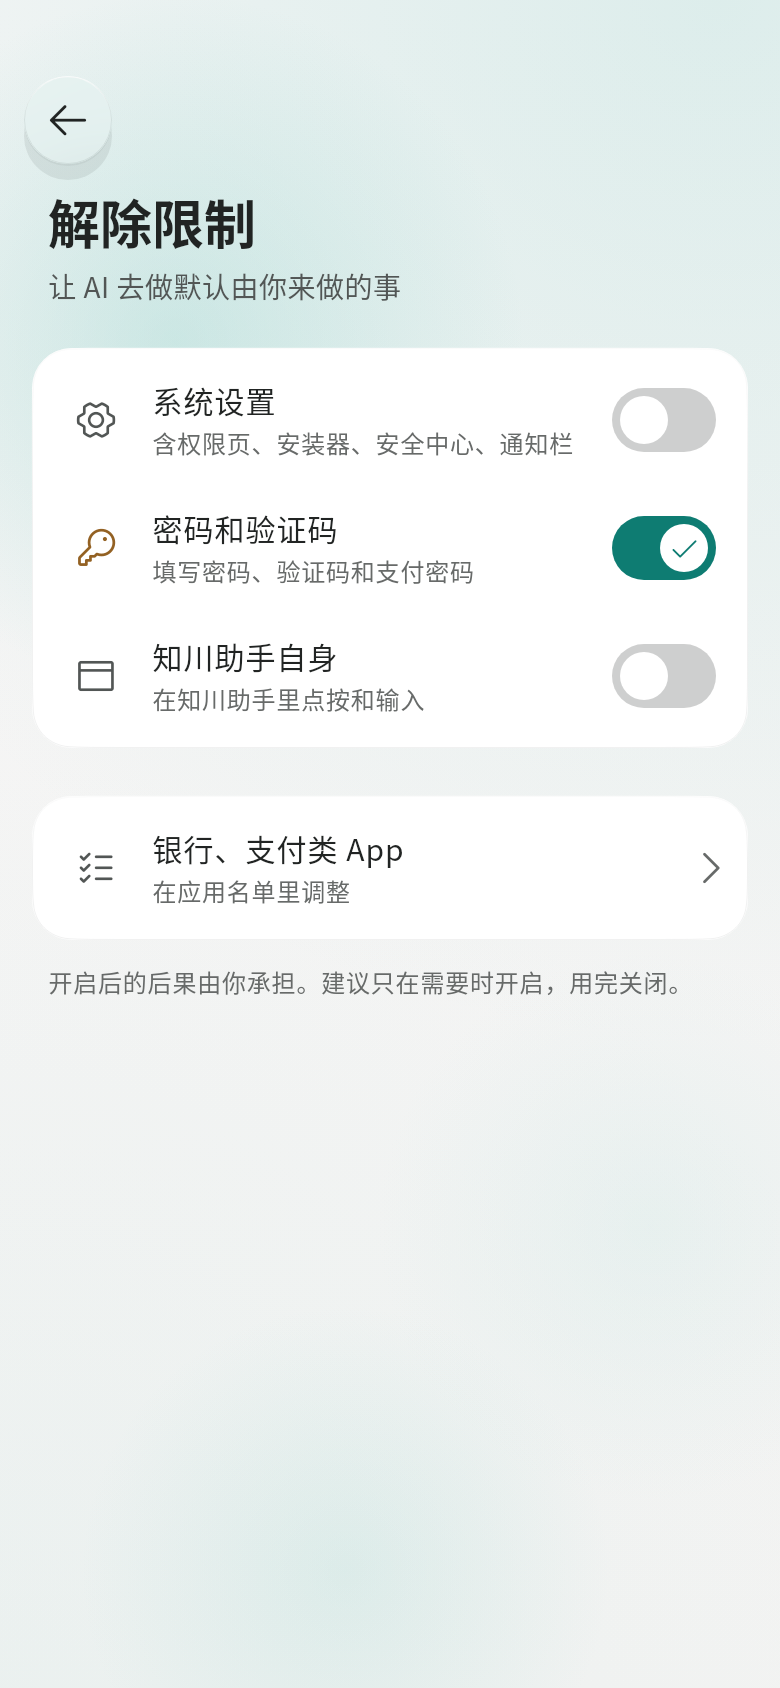 解除限制
让 AI 去做默认由你来做的事
系统设置
含权限页、安装器、安全中心、通知栏
密码和验证码
填写密码、验证码和支付密码
知川助手自身
在知川助手里点按和输入
银行、支付类 App
在应用名单里调整
开启后的后果由你承担。建议只在需要时开启，用完关闭。